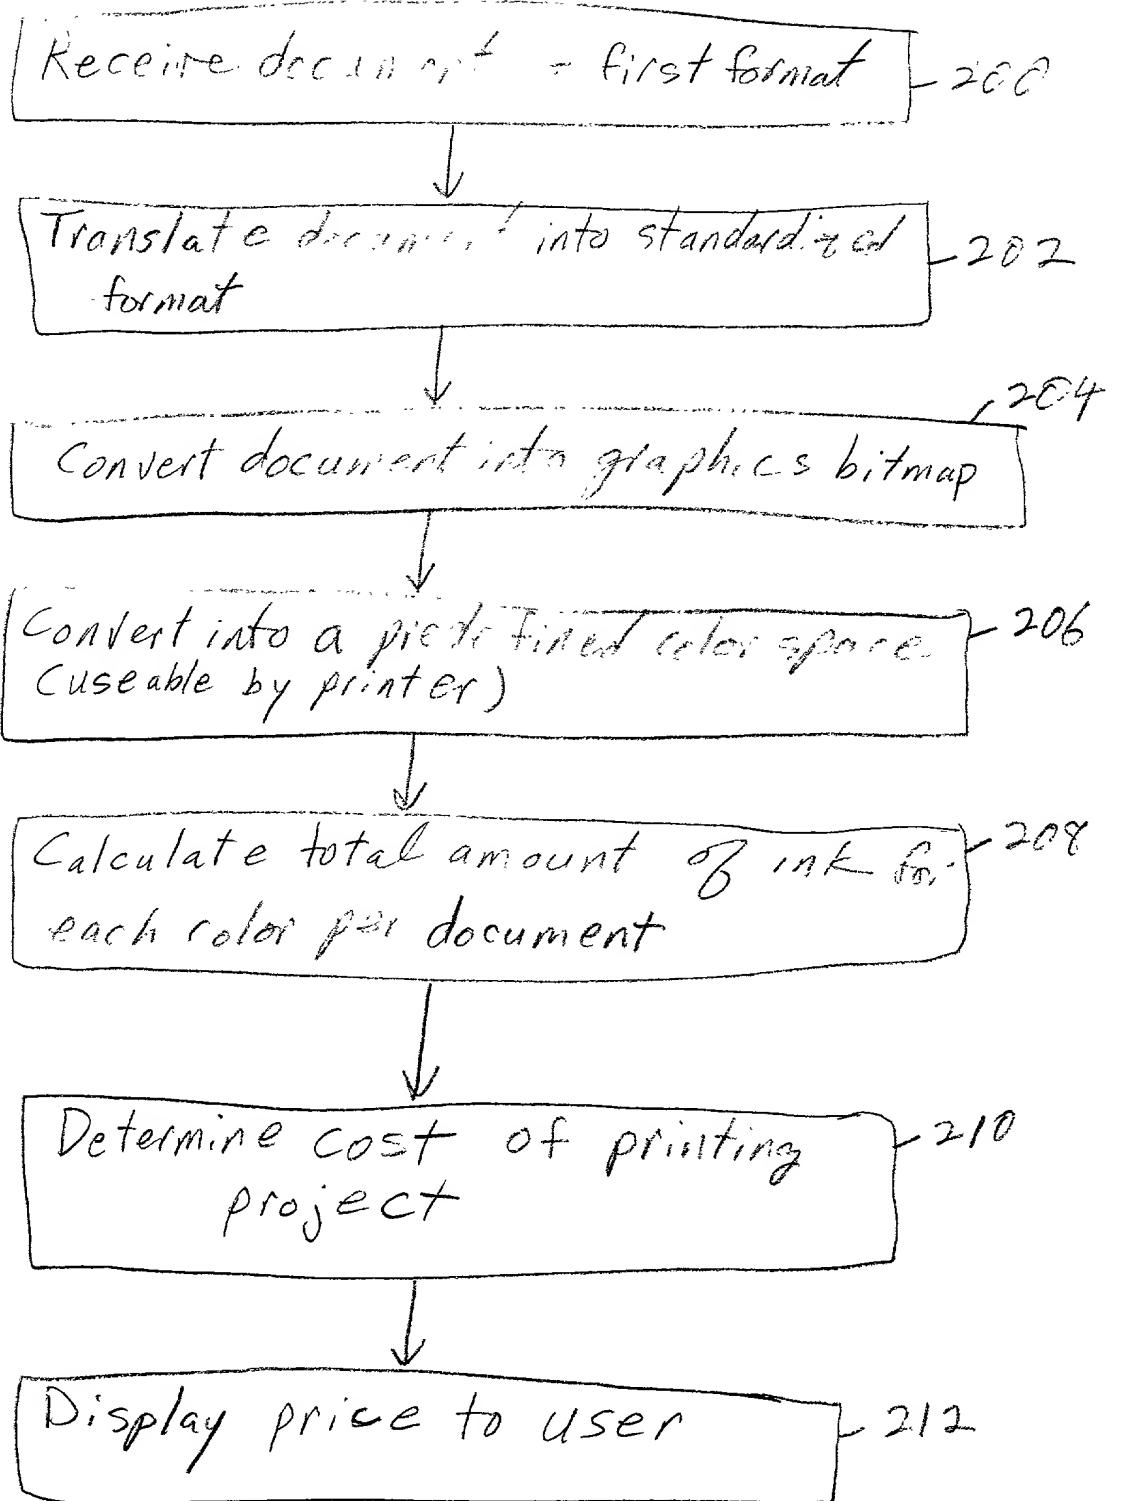 Receive document - first format
200
Translate document into standardized
format
202
204
Convert document into graphics bitmap
Convert into a predefined color space
(useable by printer)
206
Calculate total amount of ink for
each color per document
208
Determine cost of printing
project
210
Display price to user
212